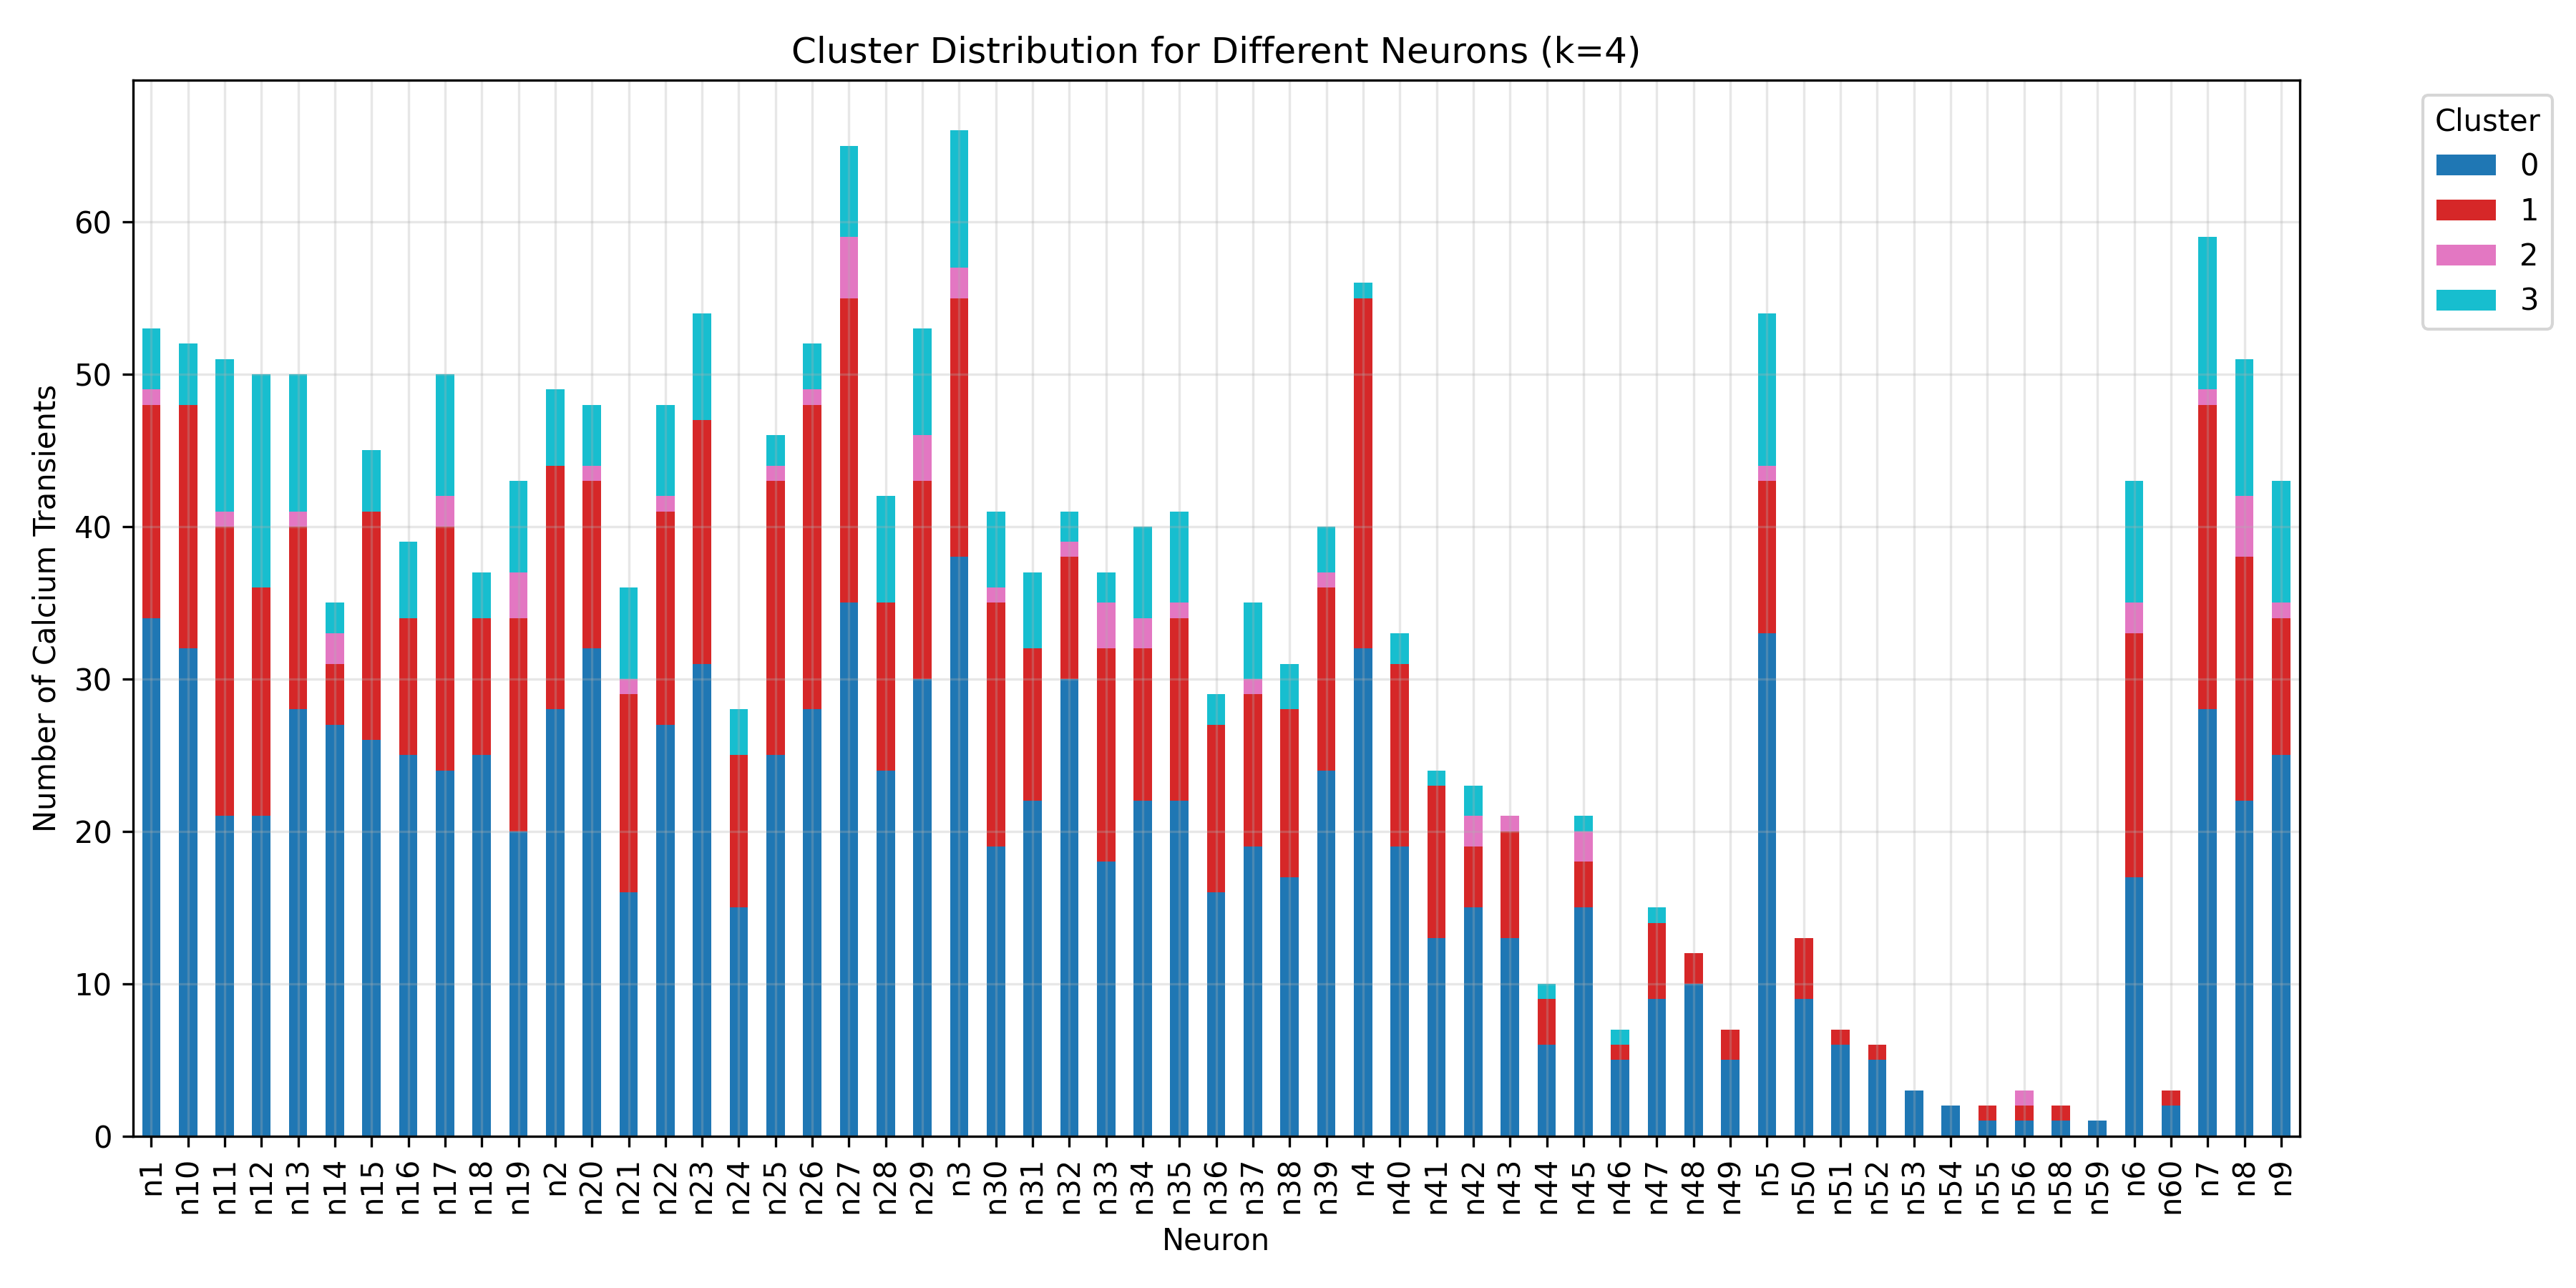 Cluster Distribution for Different Neurons (k=4)
Number of Calcium Transients
60
50
40
30
20
10
0
n1 n10 n11 n12 n13 n14 n15 n16 n17 n18 n19 n2 n20 n21 n22 n23 n24 n25 n26 n27 n28 n29 n3 n30 n31 n32 n33 n34 n35 n36 n37 n38 n39 n4 n40 n41 n42 n43 n44 n45 n46 n47 n48 n49 n5 n50 n51 n52 n53 n54 n55 n56 n58 n59 n6 n60 n7 n8 n9
Neuron
Cluster
0
1
2
3